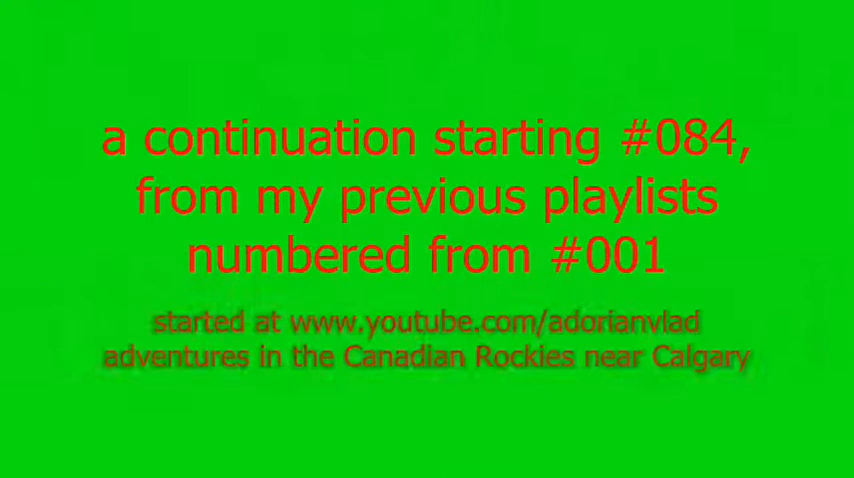 a continuation starting #084,
from my previous playlists
numbered from #001
started at www.youtube.com/adorianvlad
adventures in the Canadian Rockies near Calgary